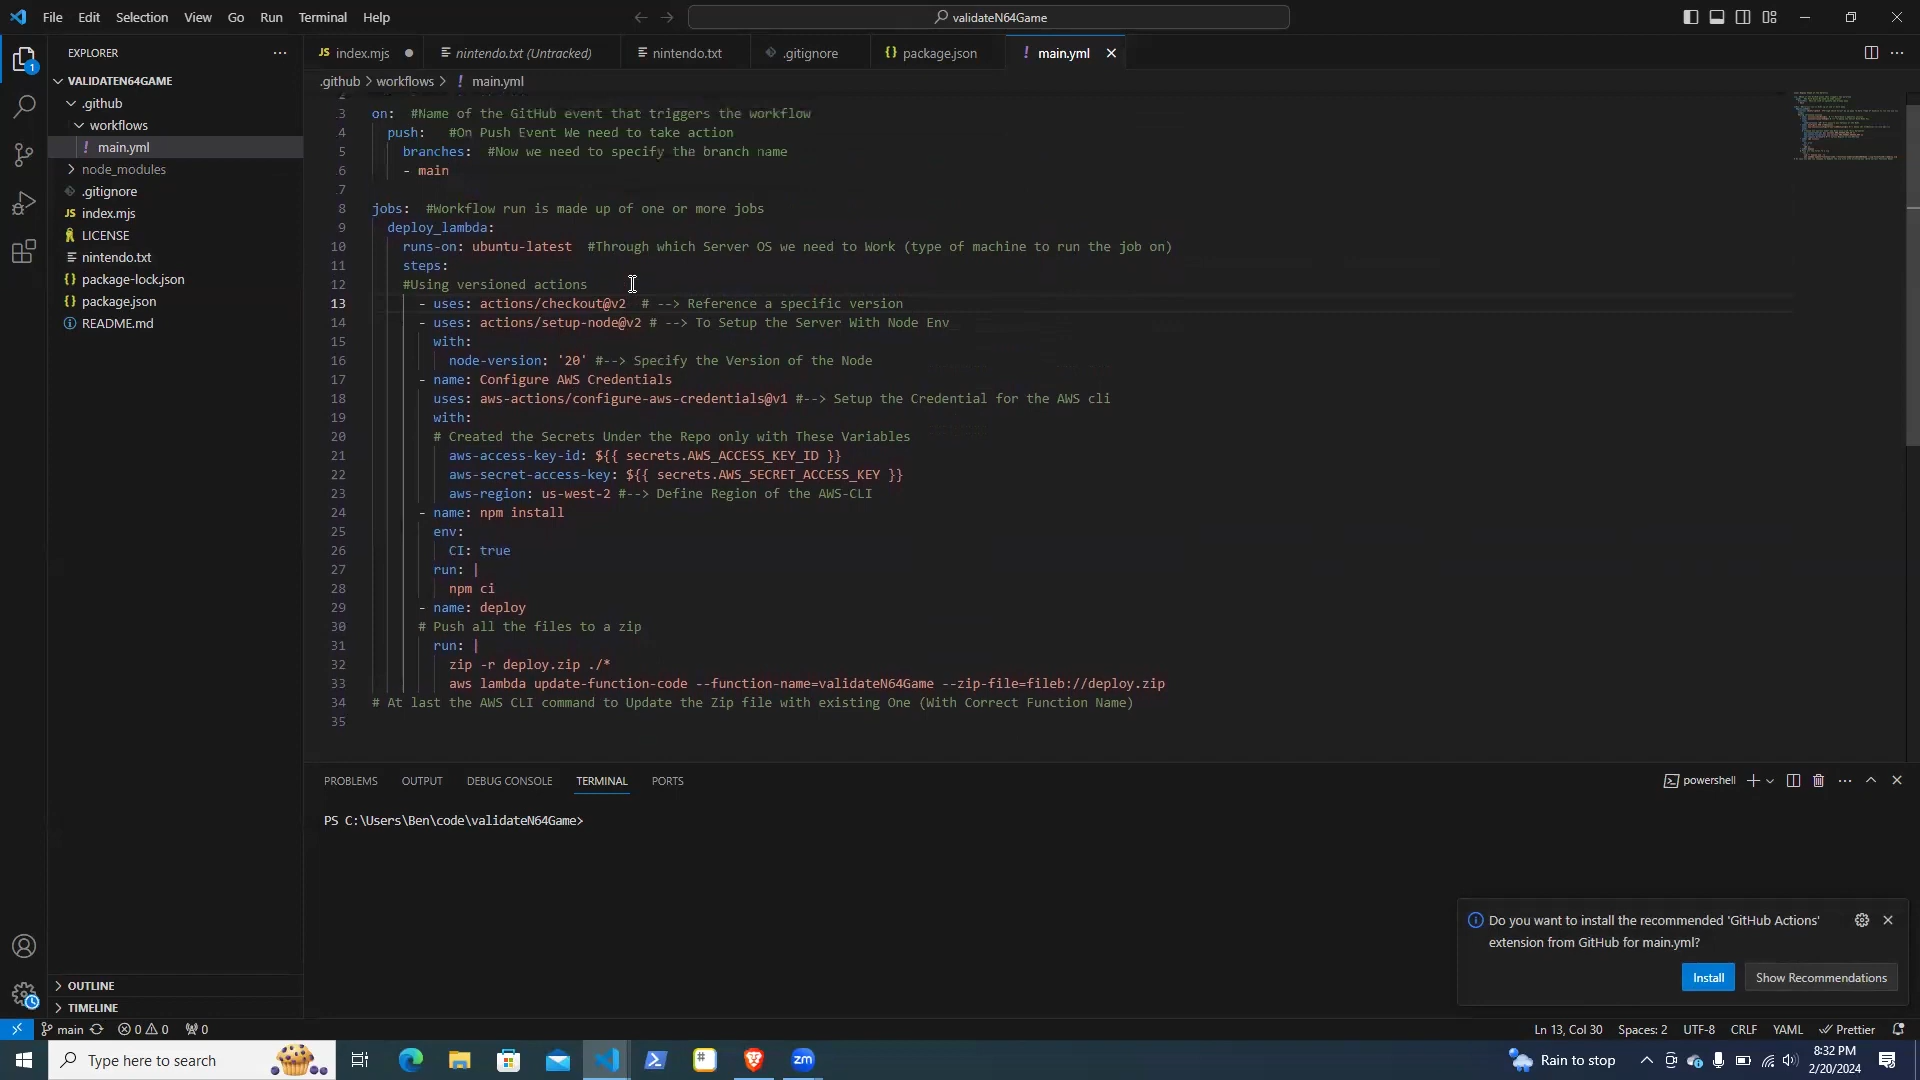 File Edit Selection View Go Run Terminal Help
validateN64Game
EXPLORER
index.mjs
nintendo.txt (Untracked)
nintendo.txt
.gitignore
package.json
main.yml
VALIDATEN64GAME
.github
workflows
main.yml
node_modules
.gitignore
index.mjs
LICENSE
nintendo.txt
package-lock.json
package.json
README.md
OUTLINE
TIMELINE
.github > workflows > ! main.yml
2
3 on: #Name of the GitHub event that triggers the workflow
4 push: #On Push Event We need to take action
5 branches: #Now we need to specify the branch name
6 - main
7
8 jobs: #Workflow run is made up of one or more jobs
9 deploy_lambda:
10 runs-on: ubuntu-latest #Through which Server OS we need to Work (type of machine to run the job on)
11 steps:
12 #Using versioned actions
13 - uses: actions/checkout@v2 # --> Reference a specific version
14 - uses: actions/setup-node@v2 # --> To Setup the Server With Node Env
15 with:
16 node-version: '20' #--> Specify the Version of the Node
17 - name: Configure AWS Credentials
18 uses: aws-actions/configure-aws-credentials@v1 #--> Setup the Credential for the AWS cli
19 with:
20 # Created the Secrets Under the Repo only with These Variables
21 aws-access-key-id: ${{ secrets.AWS_ACCESS_KEY_ID }}
22 aws-secret-access-key: ${{ secrets.AWS_SECRET_ACCESS_KEY }}
23 aws-region: us-west-2 #--> Define Region of the AWS-CLI
24 - name: npm install
25 env:
26 CI: true
27 run: |
28 npm ci
29 - name: deploy
30 # Push all the files to a zip
31 run: |
32 zip -r deploy.zip ./*
33 aws lambda update-function-code --function-name=validateN64Game --zip-file=fileb://deploy.zip
34 # At last the AWS CLI command to Update the Zip file with existing One (With Correct Function Name)
35
PROBLEMS OUTPUT DEBUG CONSOLE TERMINAL PORTS
powershell
PS C:\Users\Ben\code\validateN64Game>
Do you want to install the recommended 'GitHub Actions'
extension from GitHub for main.yml?
Install Show Recommendations
main 0 0 0
Ln 13, Col 30 Spaces: 2 UTF-8 CRLF YAML Prettier
Type here to search
Rain to stop
8:32 PM
2/20/2024